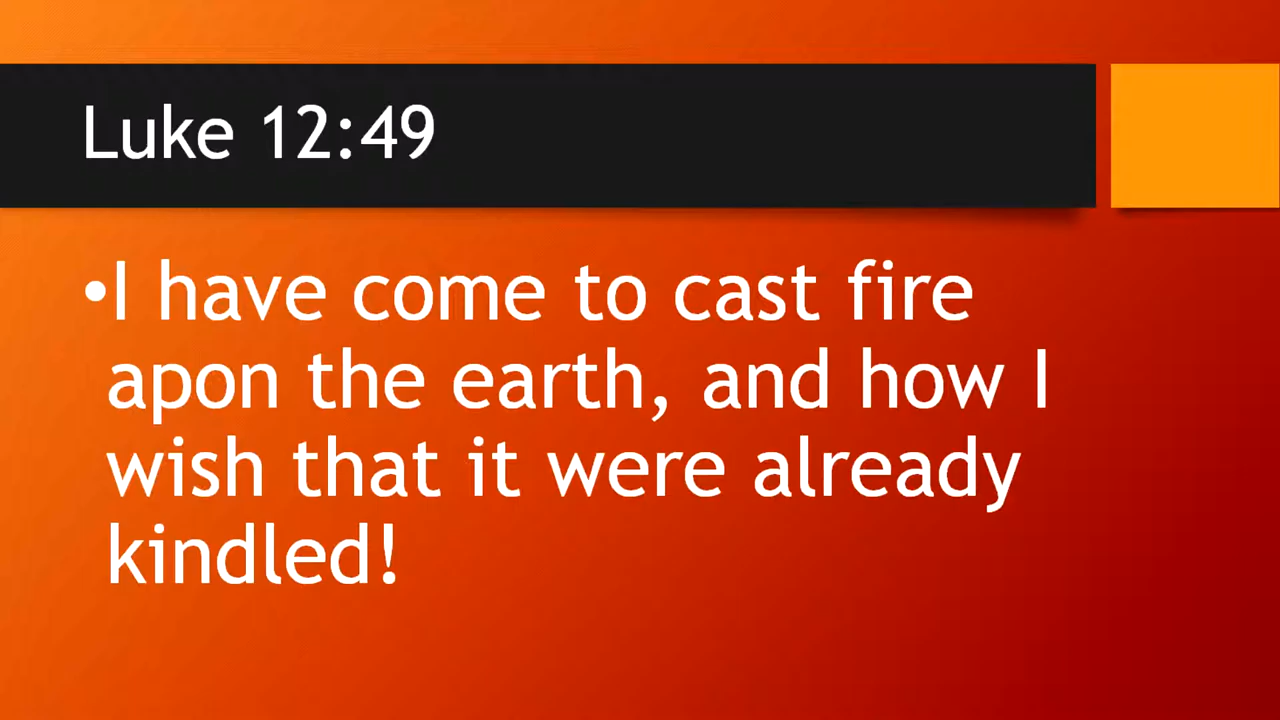 Luke 12:49
•I have come to cast fire
apon the earth, and how I
wish that it were already
kindled!